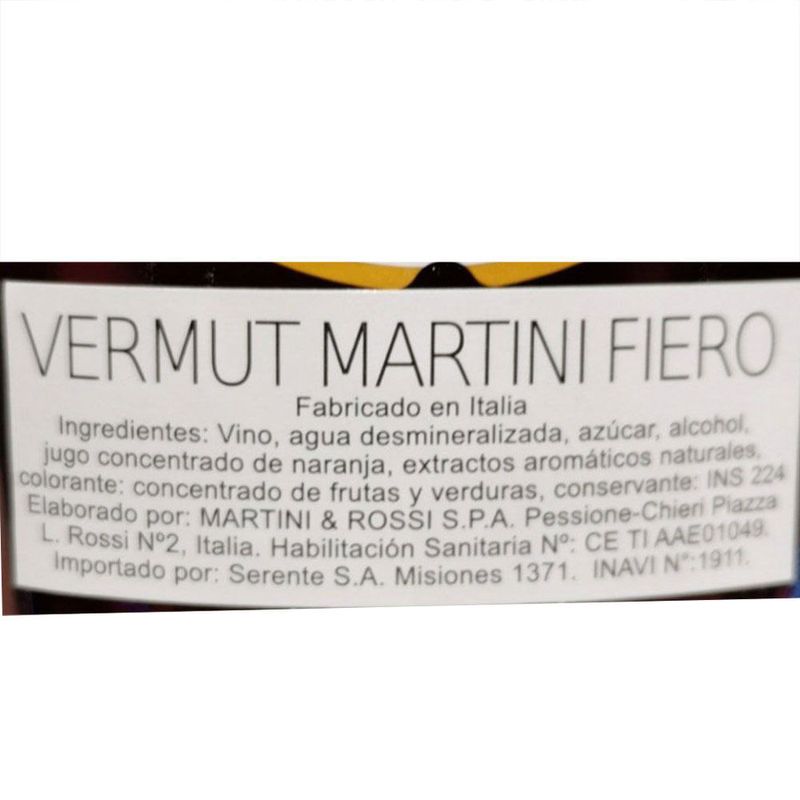 VERMUT MARTINI FIERO
Fabricado en Italia
Ingredientes: Vino, agua desmineralizada, azúcar, alcohol,
jugo concentrado de naranja, extractos aromáticos naturales,
colorante: concentrado de frutas y verduras, conservante: INS 224
Elaborado por: MARTINI & ROSSI S.P.A. Pessione-Chieri Piazza
L. Rossi Nº2, Italia. Habilitación Sanitaria Nº: CE TI AAE01049.
Importado por: Serente S.A. Misiones 1371. INAVI N°:1911.